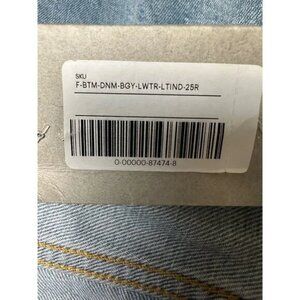 SKU
F-BTM-DNM-BGY-LWTR-LTIND-25R
0-00000-87474-8